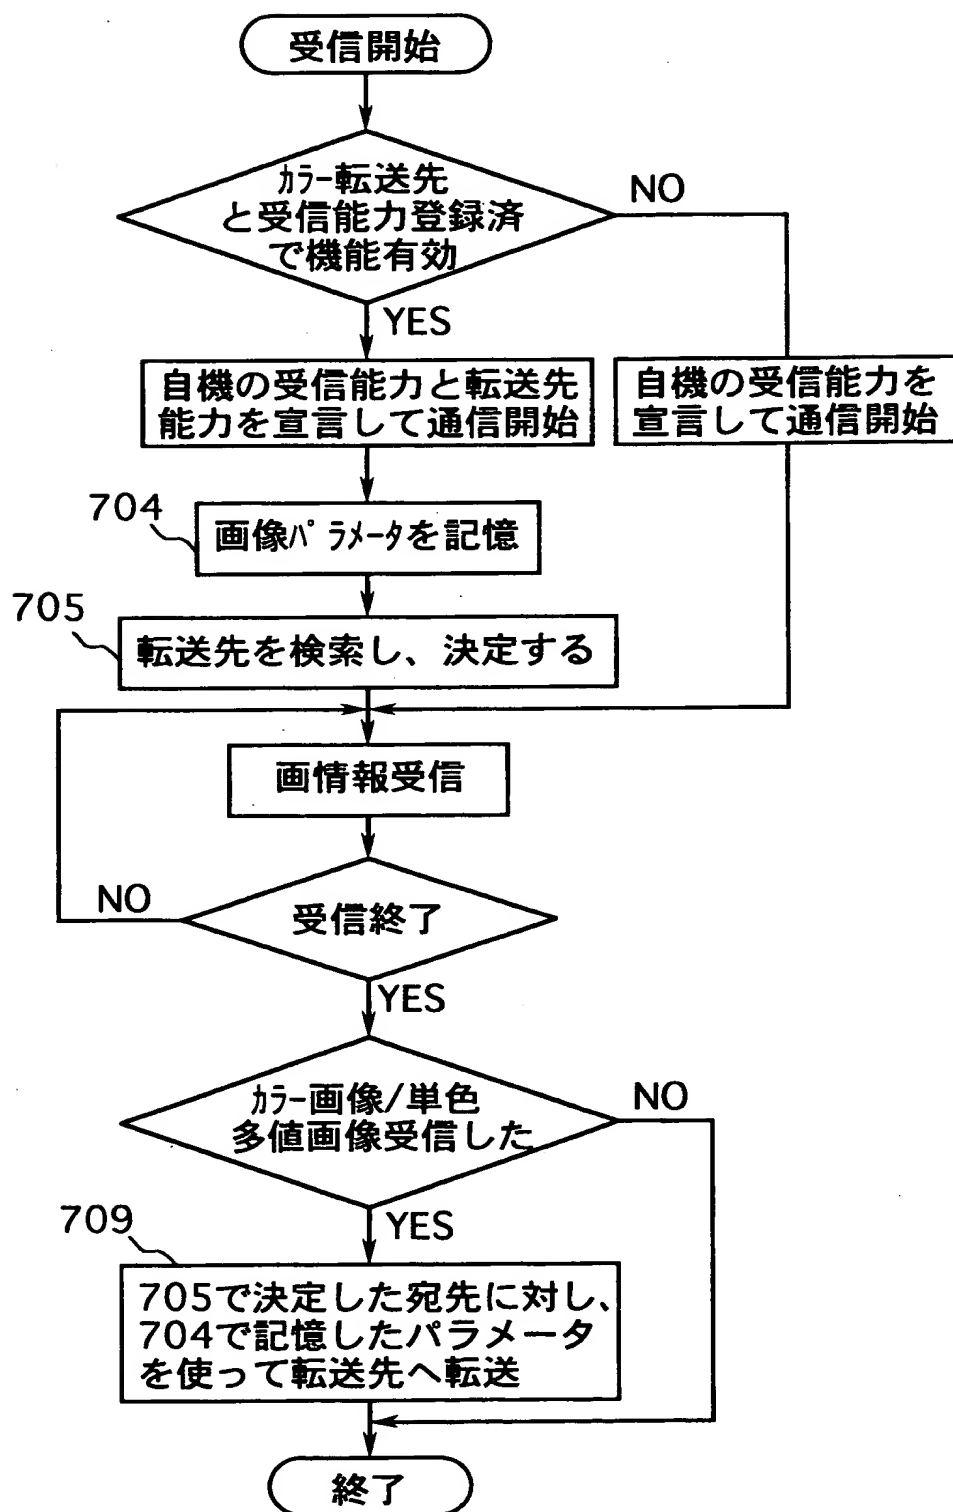 受信開始
カラー転送先
と受信能力登録済
で機能有効
NO
YES
自機の受信能力と転送先
能力を宣言して通信開始
自機の受信能力を
宣言して通信開始
704
画像パラメータを記憶
705
転送先を検索し、決定する
画情報受信
NO
受信終了
YES
カラー画像/単色
多値画像受信した
NO
YES
709
705で決定した宛先に対し、
704で記憶したパラメータ
を使って転送先へ転送
終了